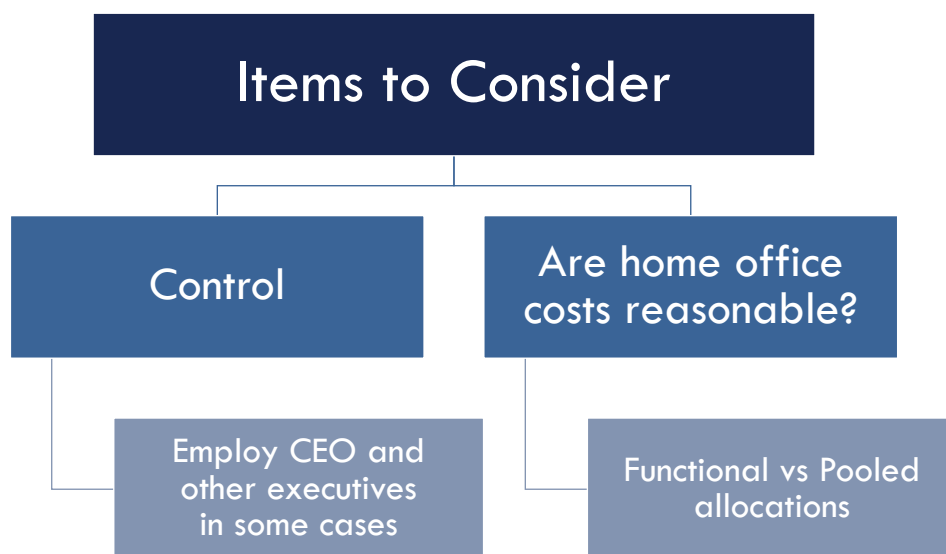 Items to Consider
Control
Employ CEO and
other executives
in some cases
Are home office
costs reasonable?
Functional vs Pooled
allocations